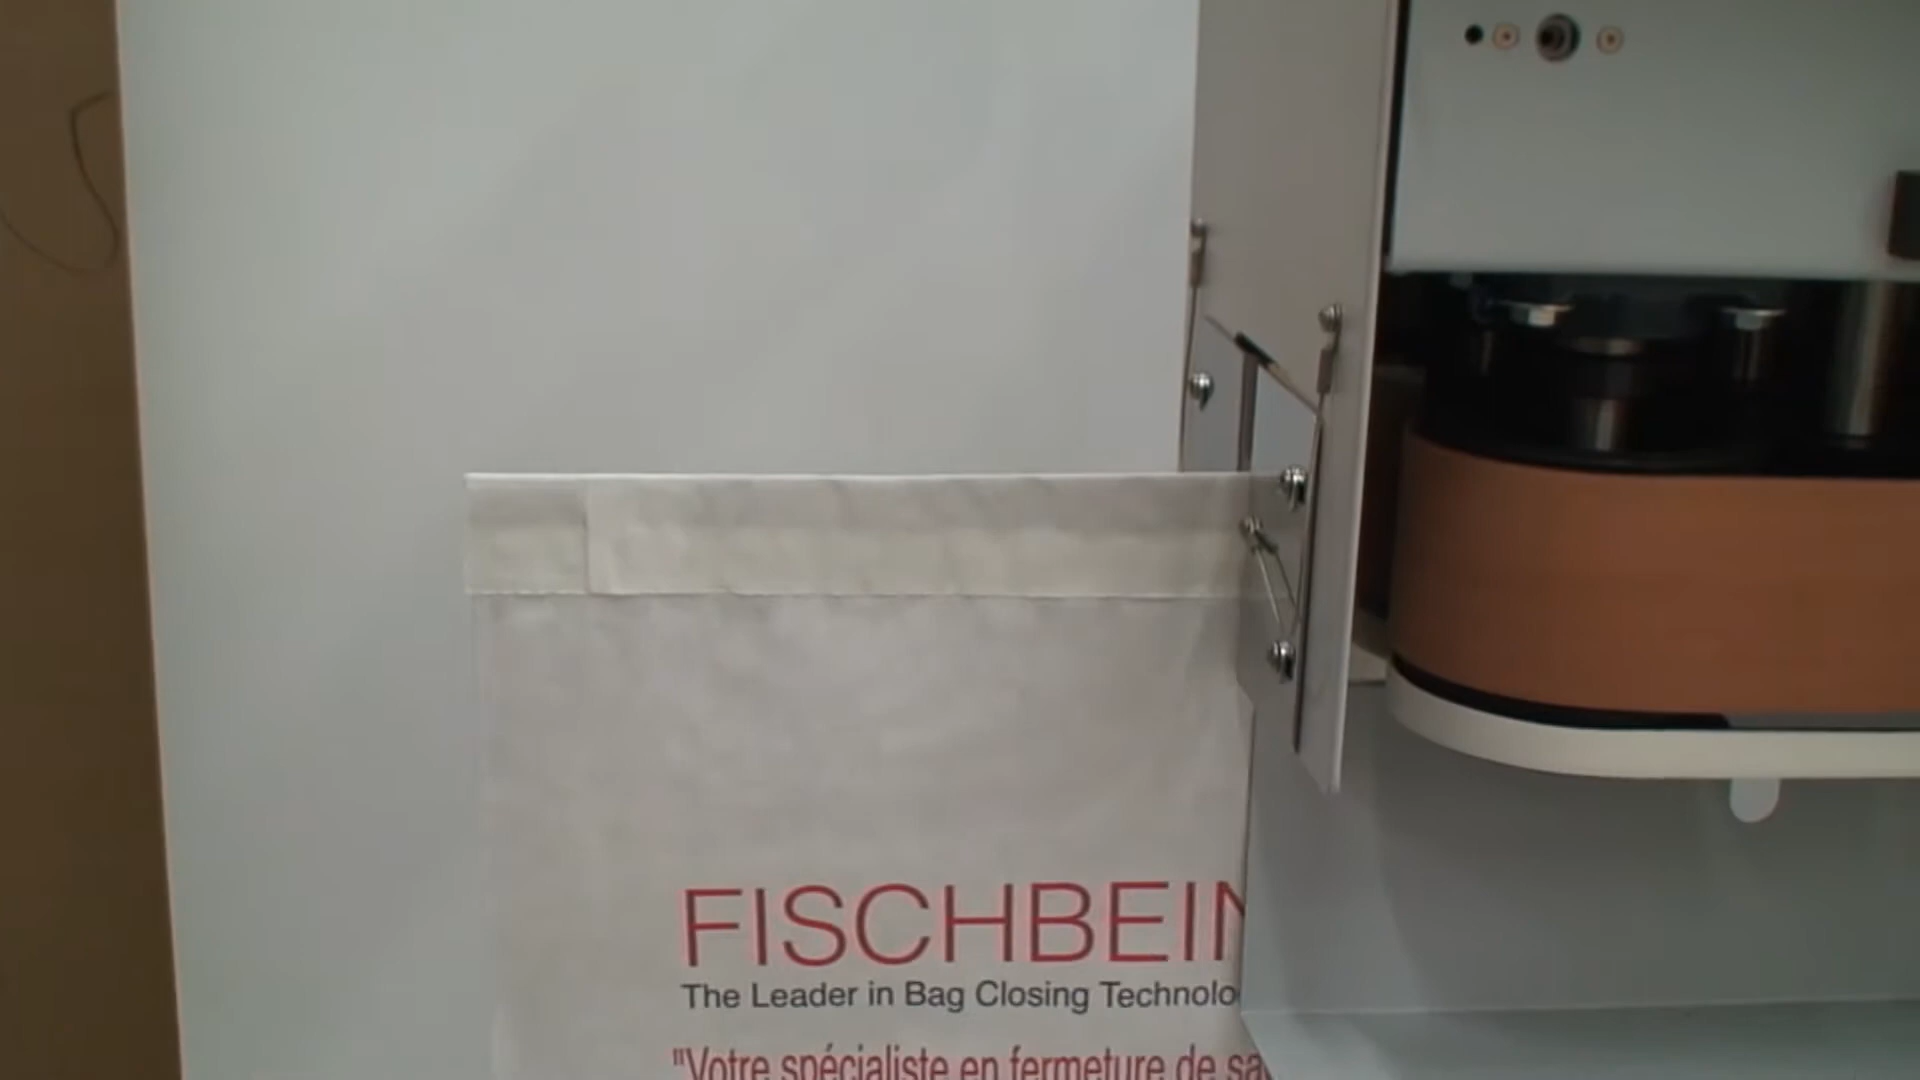 FISCHBEIN
The Leader in Bag Closing Technolo
"Votre spécialiste en fermeture de sa